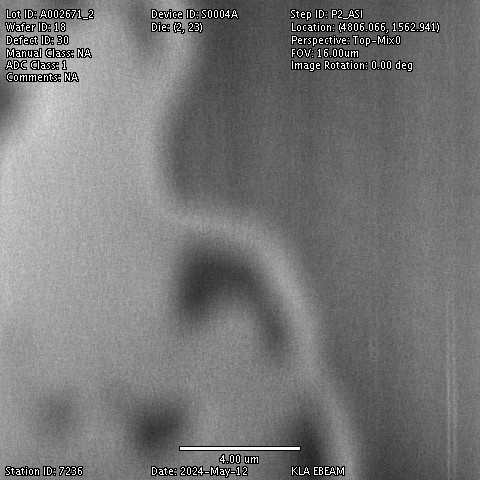 Lot ID: A002671_2
Wafer ID: 18
Defect ID: 30
Manual Class: NA
ADC Class: 1
Comments: NA
Device ID: S0004A
Die: (2, 23)
Step ID: P2_ASI
Location: (4806.066, 1562.941)
Perspective: Top-Mix0
FOV: 16.00um
Image Rotation: 0.00 deg
4.00 um
Station ID: 7236
Date: 2024-May-12
KLA EBEAM